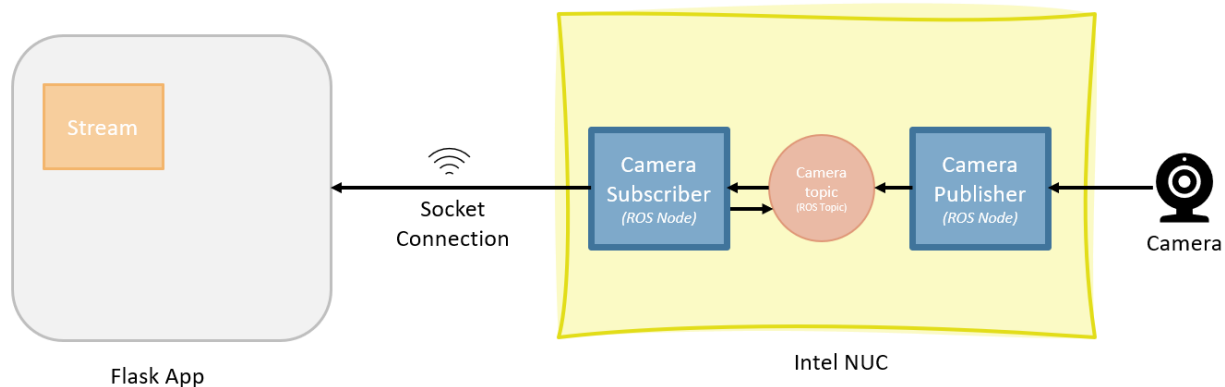 Stream
Flask App
Socket
Connection
Camera
Subscriber
(ROS Node)
Camera
topic
(ROS Topic)
Camera
Publisher
(ROS Node)
Intel NUC
Camera